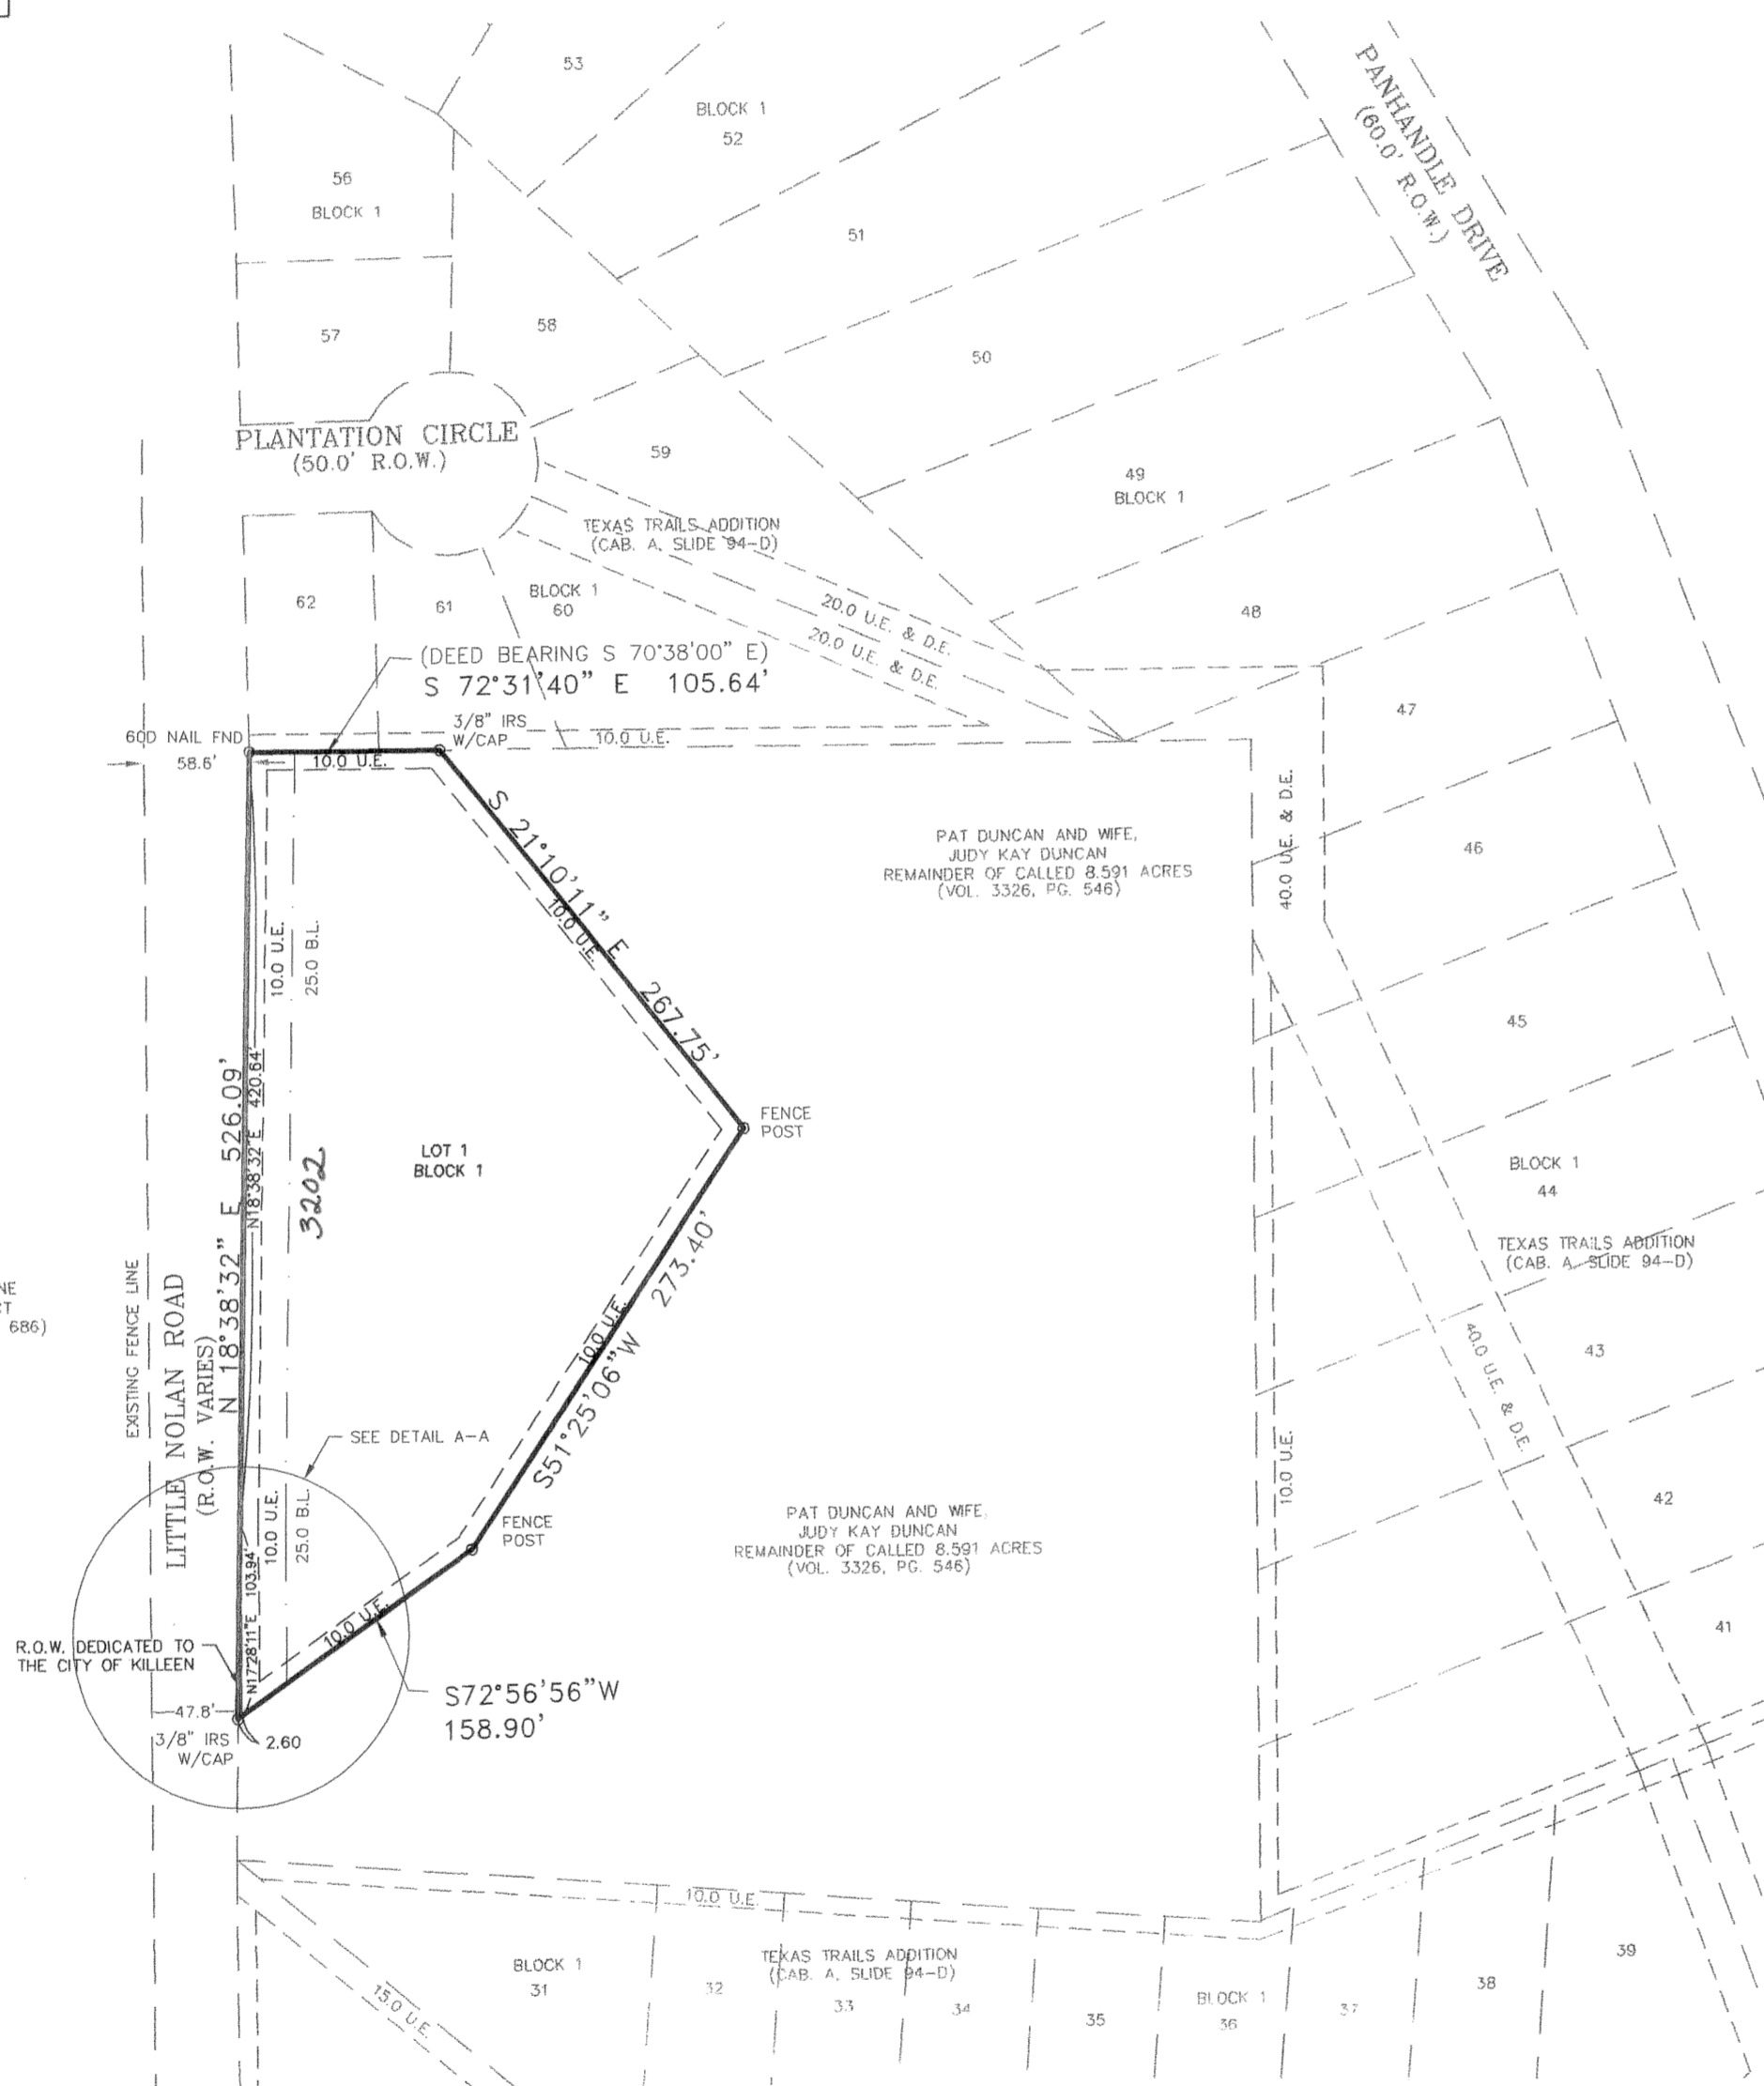 53
BLOCK 1
52
PANHANDLE DRIVE
(60.0' R.O.W.)
56
BLOCK 1
51
57
58
50
PLANTATION CIRCLE
(50.0' R.O.W.)
59
49
BLOCK 1
TEXAS TRAILS ADDITION
(CAB. A, SLIDE 94-D)
62
61
BLOCK 1
60
20.0 U.E. & D.E.
20.0 U.E. & D.E.
48
(DEED BEARING S 70°38'00" E)
S 72°31'40" E 105.64'
47
60D NAIL FND
58.6'
3/8" IRS
W/CAP
10.0 U.E.
10.0 U.E.
S 21°10'11" E 267.75'
10.0 U.E.
40.0 U.E. & D.E.
PAT DUNCAN AND WIFE,
JUDY KAY DUNCAN
REMAINDER OF CALLED 8.591 ACRES
(VOL. 3326, PG. 546)
46
10.0 U.E.
25.0 B.L.
45
FENCE
POST
LOT 1
BLOCK 1
3202
N 18°38'32" E 526.09'
N18°38'32"E 420.64'
BLOCK 1
44
TEXAS TRAILS ADDITION
(CAB. A, SLIDE 94-D)
NE
CT
686)
EXISTING FENCE LINE
LITTLE NOLAN ROAD
(R.O.W. VARIES)
S51°25'06"W 273.40'
10.0 U.E.
43
40.0 U.E. & D.E.
SEE DETAIL A-A
10.0 U.E.
42
10.0 U.E.
25.0 B.L.
FENCE
POST
PAT DUNCAN AND WIFE,
JUDY KAY DUNCAN
REMAINDER OF CALLED 8.591 ACRES
(VOL. 3326, PG. 546)
N17°28'11"E 103.94'
10.0 U.E.
41
R.O.W. DEDICATED TO
THE CITY OF KILLEEN
S72°56'56"W
158.90'
47.8'
3/8" IRS
W/CAP
2.60
10.0 U.E.
15.0 U.E.
BLOCK 1
31
TEXAS TRAILS ADDITION
(CAB. A, SLIDE 94-D)
32
33
34
35
BLOCK 1
36
37
38
39